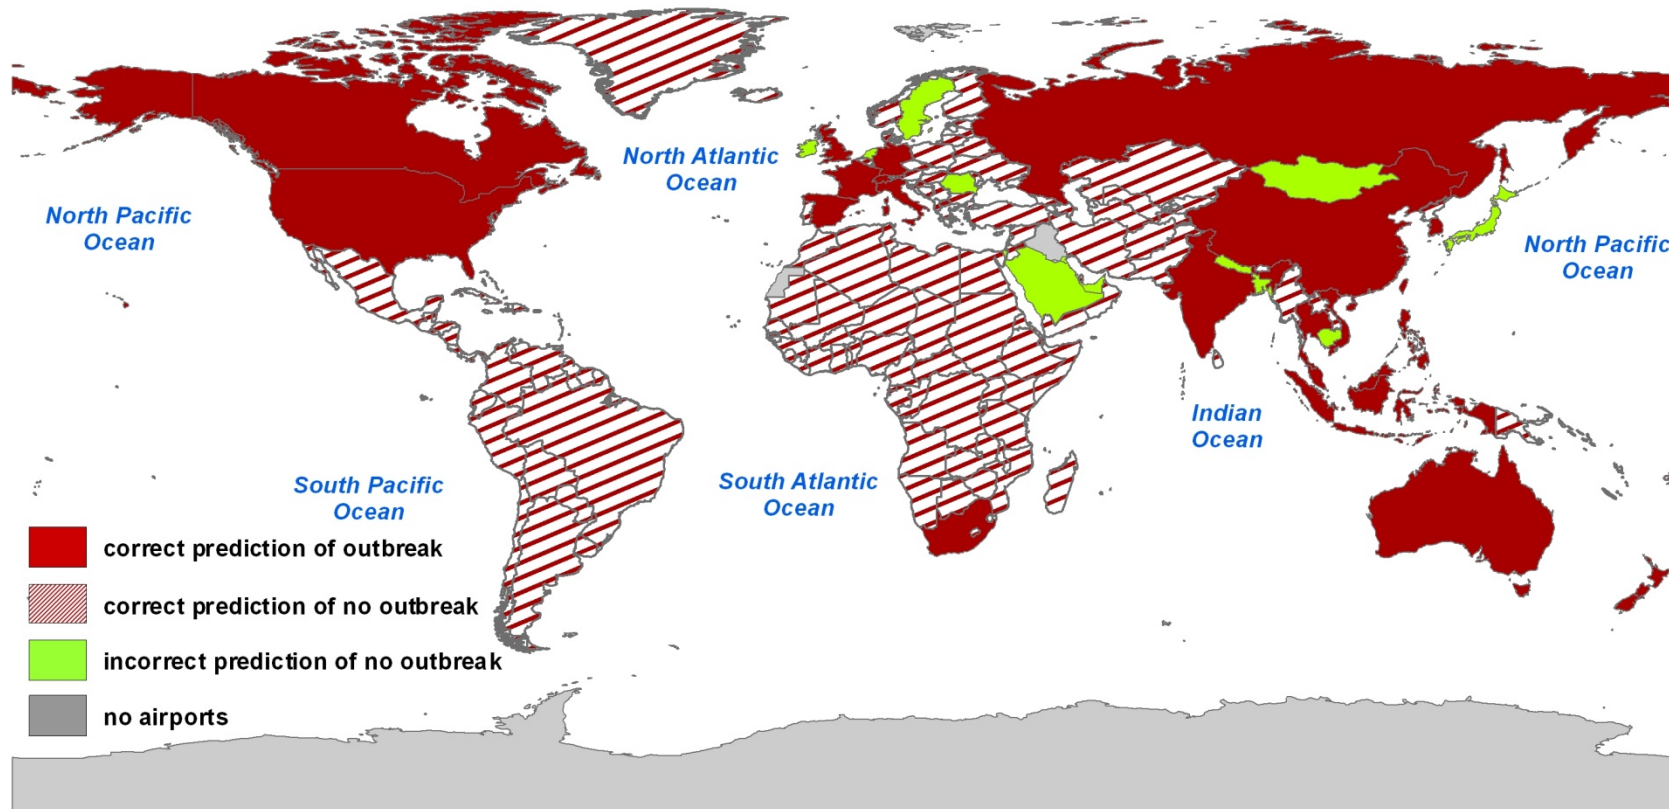 North Atlantic
Ocean
North Pacific
Ocean
North Pacific
Ocean
Indian
Ocean
South Pacific
Ocean
South Atlantic
Ocean
correct prediction of outbreak
correct prediction of no outbreak
incorrect prediction of no outbreak
no airports